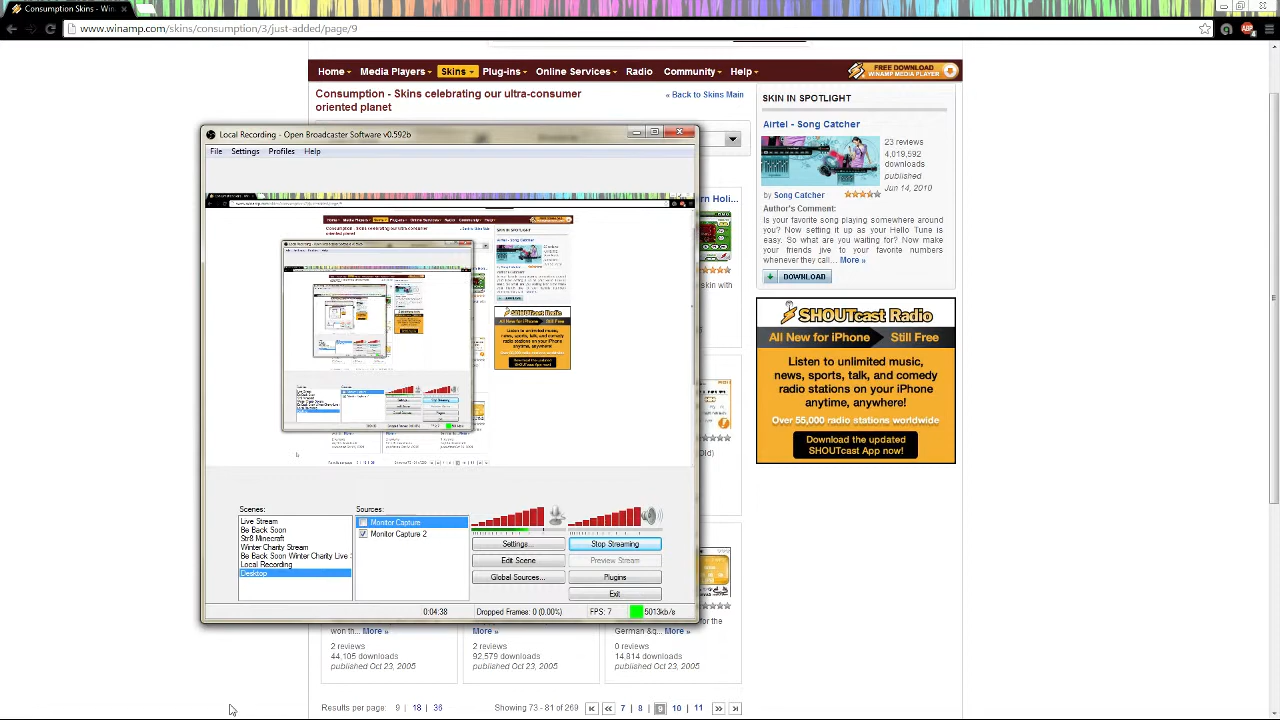 Consumption Skins - Win
www.winamp.com/skins/consumption/3/just-added/page/9
Home Media Players Skins Plug-ins Online Services Radio Community Help
FREE DOWNLOAD
WINAMP MEDIA PLAYER
Consumption - Skins celebrating our ultra-consumer
oriented planet
« Back to Skins Main
SKIN IN SPOTLIGHT
Airtel - Song Catcher
23 reviews
4,019,592
downloads
published
Jun 14, 2010
by Song Catcher
Author's Comment:
Is your favorite song playing somewhere around
you? Now setting it up as your Hello Tune is
easy. So what are you waiting for? Now make
your friends jive to your favorite numbers
whenever they call... More »
DOWNLOAD
SHOUTcast Radio
All New for iPhone Still Free
Listen to unlimited music,
news, sports, talk, and comedy
radio stations on your iPhone
anytime, anywhere!
Over 55,000 radio stations worldwide
Download the updated
SHOUTcast App now!
Local Recording - Open Broadcaster Software v0.592b
File Settings Profiles Help
Scenes:
Live Stream
Be Back Soon
Str8 Minecraft
Winter Charity Stream
Be Back Soon Winter Charity Live
Local Recording
Desktop
Sources:
Monitor Capture
Monitor Capture 2
Settings... Stop Streaming
Edit Scene Preview Stream
Global Sources... Plugins
Exit
0:04:38 Dropped Frames: 0 (0.00%) FPS: 7 5013kb/s
rn Holi...
skin with
Old)
for the
won th... More »
2 reviews
44,105 downloads
published Oct 23, 2005
More »
2 reviews
92,579 downloads
published Oct 23, 2005
German &q... More »
0 reviews
14,814 downloads
published Oct 23, 2005
Results per page: 9 | 18 | 36
Showing 73 - 81 of 269 7 | 8 | 9 | 10 | 11